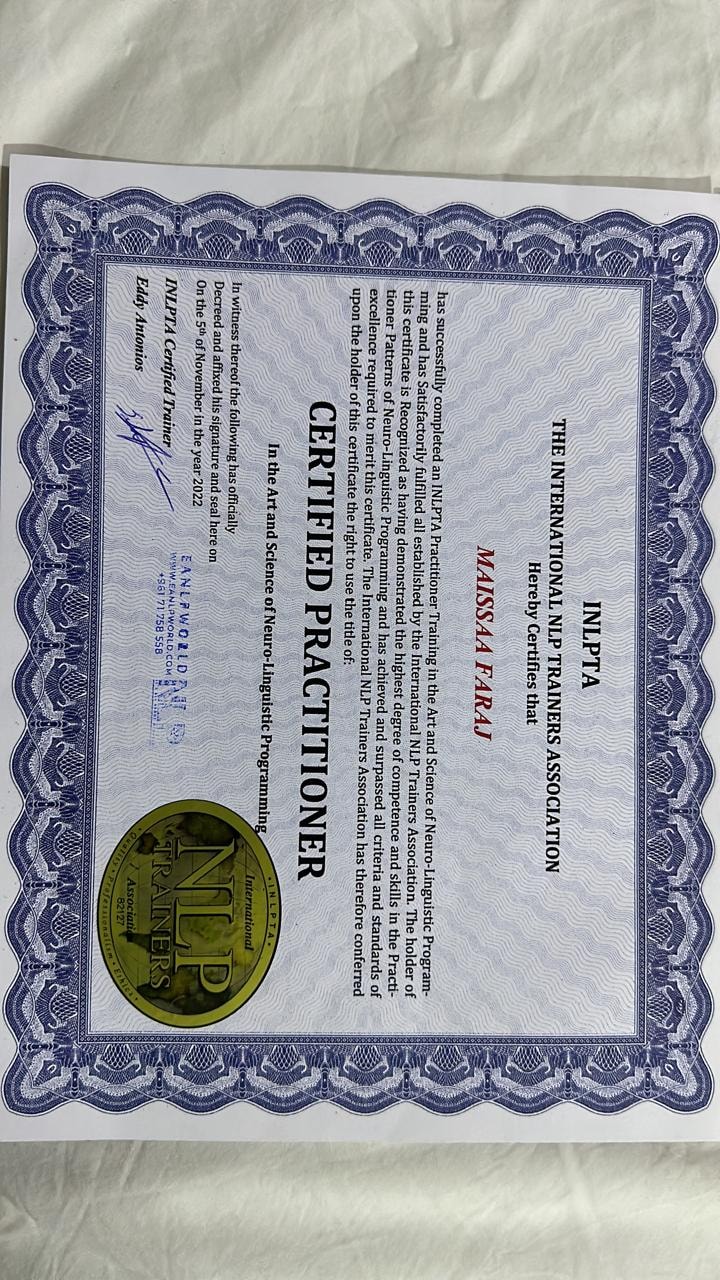 INLPTA
THE INTERNATIONAL NLP TRAINERS ASSOCIATION
Hereby Certifies that
MAISSAA FARAJ
has successfully completed an INLPTA Practitioner Training in the Art and Science of Neuro-Linguistic Program-
ming and has Satisfactorily fulfilled all established by the International NLP Trainers Association. The holder of
this certificate is Recognized as having demonstrated the highest degree of competence and skills in the Practi-
tioner Patterns of Neuro-Linguistic Programming and has achieved and surpassed all criteria and standards of
excellence required to merit this certificate. The International NLP Trainers Association has therefore conferred
upon the holder of this certificate the right to use the title of:
CERTIFIED PRACTITIONER
In the Art and Science of Neuro-Linguistic Programming
In witness thereof the following has officially
Decreed and affixed his signature and seal here on
On the 5th of November in the year 2022
INLPTA Certified Trainer
Eddy Antonios
EANLPWORLD
WWW.EANLPWORLD.COM
+961 71 758 558
• INLPTA •
International
NLP
TRAINERS
Association
82127
Quality • Professionalism • Ethics